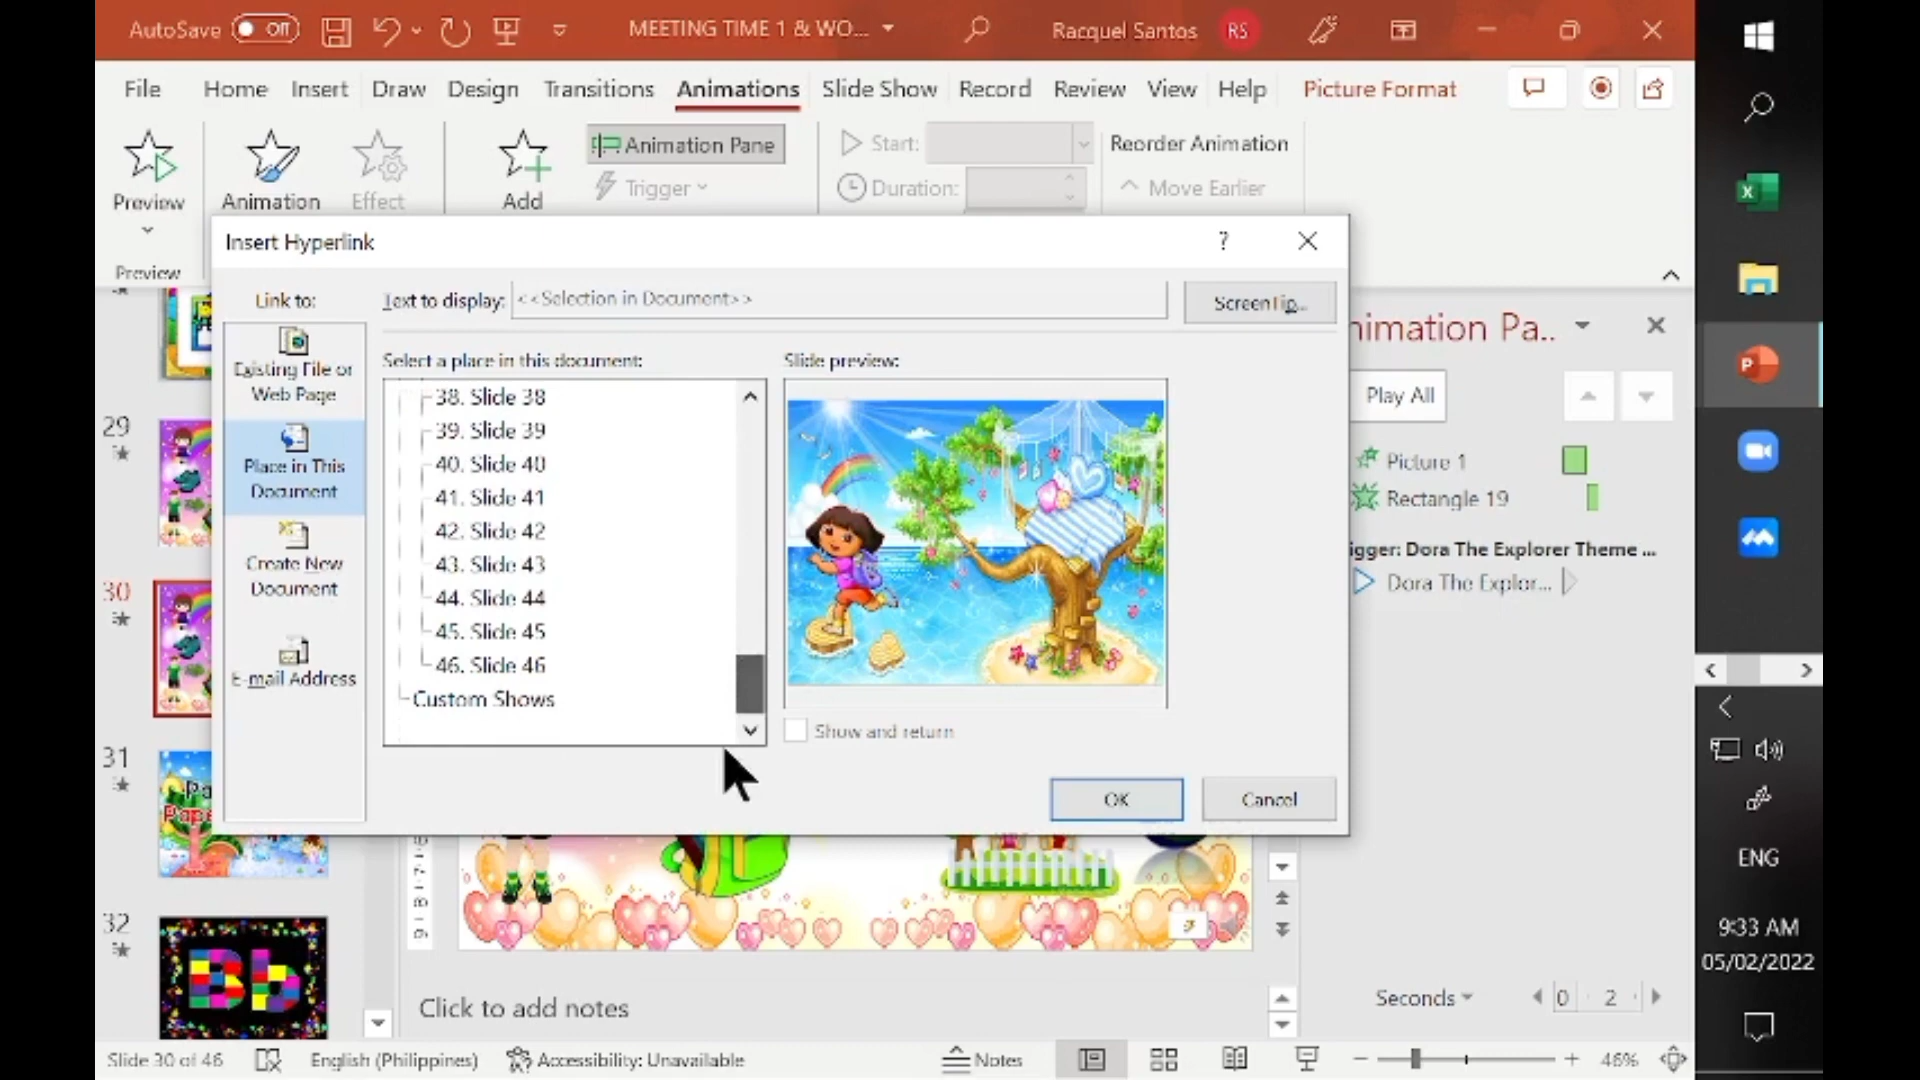 AutoSave Off MEETING TIME 1 & WO... Racquel Santos RS
File Home Insert Draw Design Transitions Animations Slide Show Record Review View Help Picture Format
Preview Animation Effect Add
Animation Pane
Trigger
Start:
Duration:
Reorder Animation
Move Earlier
Preview
Insert Hyperlink
?
Link to:
Text to display: <<Selection in Document>>
ScreenTip...
Existing File or
Web Page
Place in This
Document
Create New
Document
E-mail Address
Select a place in this document:
38. Slide 38
39. Slide 39
40. Slide 40
41. Slide 41
42. Slide 42
43. Slide 43
44. Slide 44
45. Slide 45
46. Slide 46
Custom Shows
Slide preview:
Show and return
OK Cancel
nimation Pa..
Play All
Picture 1
Rectangle 19
igger: Dora The Explorer Theme ...
Dora The Explor...
Seconds 0 2
29
30
31
32
Pa
Pape
Bb
9 8 7 6
Click to add notes
Slide 30 of 46 English (Philippines) Accessibility: Unavailable Notes 46%
ENG
9:33 AM
05/02/2022